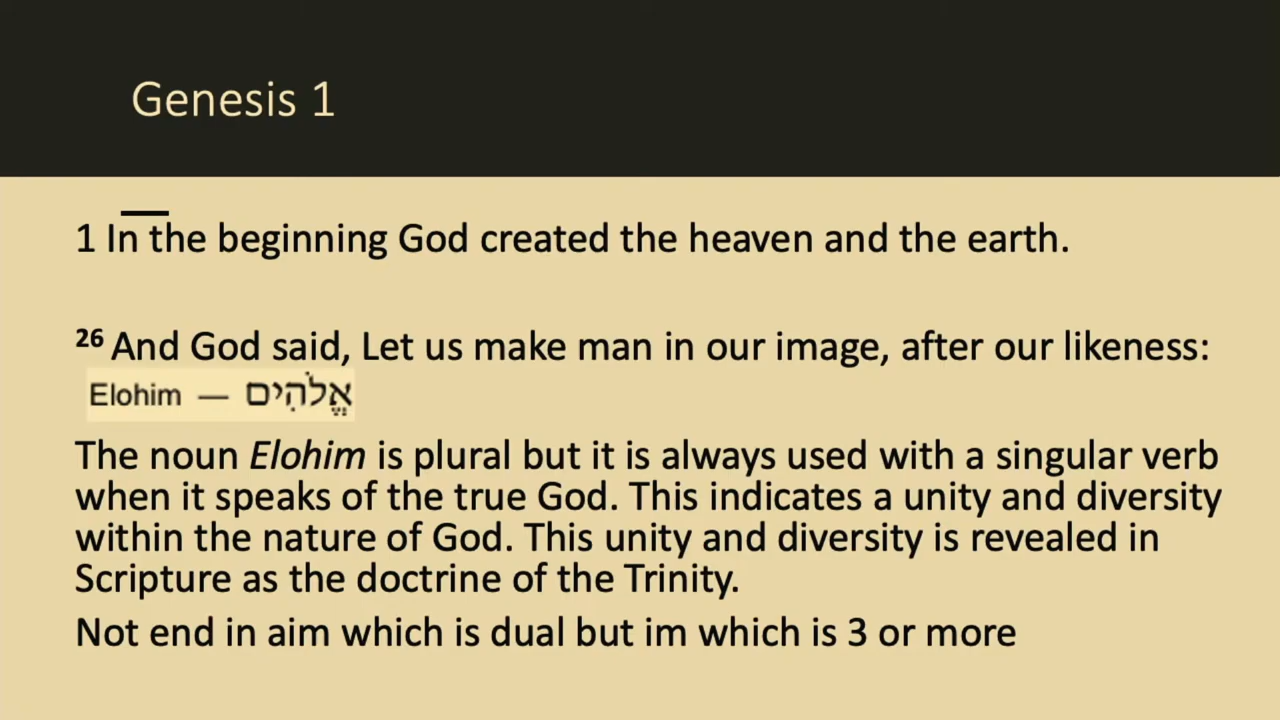 Genesis 1
1 In the beginning God created the heaven and the earth.
26 And God said, Let us make man in our image, after our likeness:
Elohim — אֱלֹהִים
The noun Elohim is plural but it is always used with a singular verb
when it speaks of the true God. This indicates a unity and diversity
within the nature of God. This unity and diversity is revealed in
Scripture as the doctrine of the Trinity.
Not end in aim which is dual but im which is 3 or more